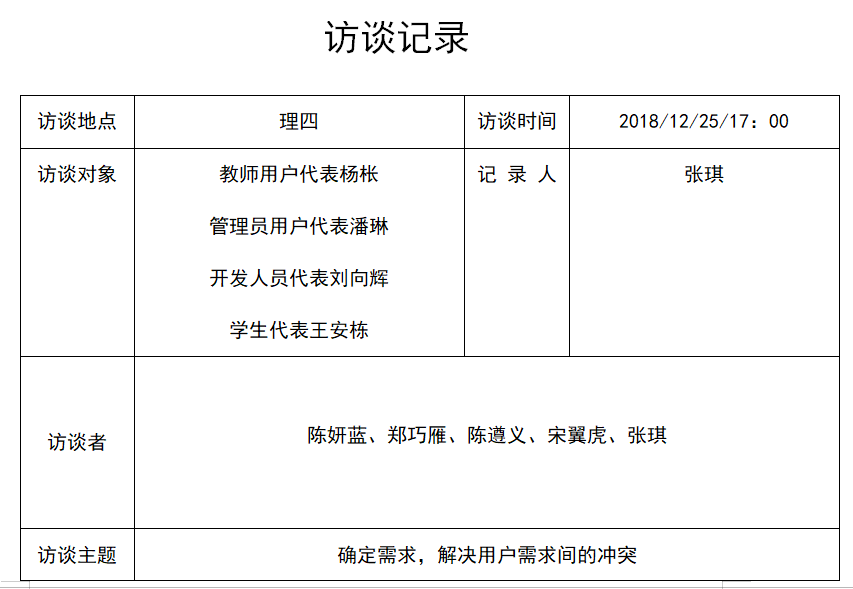 访谈记录
访谈地点 理四 访谈时间 2018/12/25/17：00
访谈对象 教师用户代表杨枨 记 录 人 张琪
管理员用户代表潘琳
开发人员代表刘向辉
学生代表王安栋
访谈者 陈妍蓝、郑巧雁、陈遵义、宋翼虎、张琪
访谈主题 确定需求，解决用户需求间的冲突